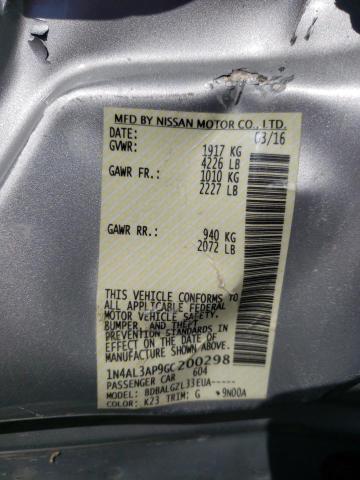 MFD BY NISSAN MOTOR CO., LTD.
DATE: 03/16
GVWR: 1917 KG
4226 LB
GAWR FR.: 1010 KG
2227 LB
GAWR RR.: 940 KG
2072 LB
THIS VEHICLE CONFORMS TO
ALL APPLICABLE FEDERAL
MOTOR VEHICLE SAFETY,
BUMPER, AND THEFT
PREVENTION STANDARDS IN
EFFECT ON THE DATE OF
MANUFACTURE SHOWN ABOVE.
1N4AL3AP9GC200298
PASSENGER CAR 604
MODEL: BDBALGZL33EUA-----
COLOR: K23 TRIM: G *9N00A